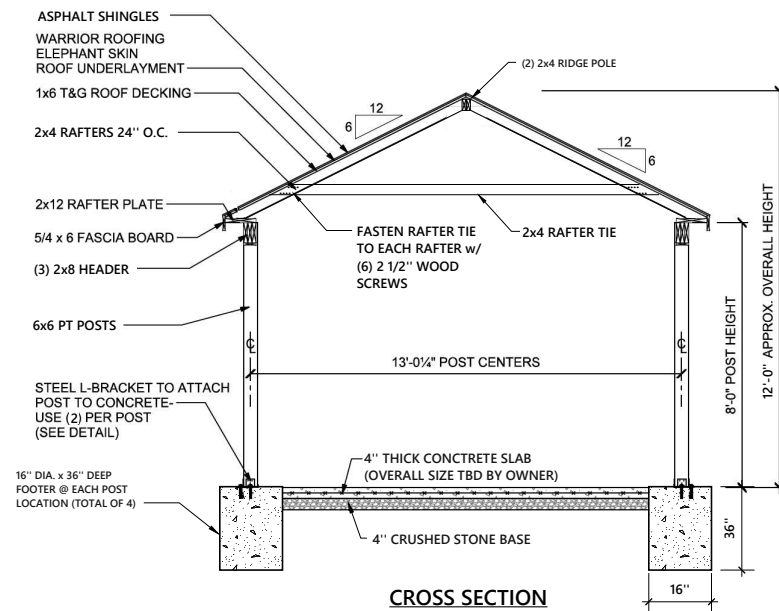 ASPHALT SHINGLES
WARRIOR ROOFING
ELEPHANT SKIN
ROOF UNDERLAYMENT
1x6 T&G ROOF DECKING
2x4 RAFTERS 24'' O.C.
2x12 RAFTER PLATE
5/4 x 6 FASCIA BOARD
(3) 2x8 HEADER
6x6 PT POSTS
STEEL L-BRACKET TO ATTACH
POST TO CONCRETE-
USE (2) PER POST
(SEE DETAIL)
16'' DIA. x 36'' DEEP
FOOTER @ EACH POST
LOCATION (TOTAL OF 4)
(2) 2x4 RIDGE POLE
12
6
12
6
FASTEN RAFTER TIE
TO EACH RAFTER w/
(6) 2 1/2'' WOOD
SCREWS
2x4 RAFTER TIE
CL
CL
13'-0¼" POST CENTERS
4'' THICK CONCRETE SLAB
(OVERALL SIZE TBD BY OWNER)
4'' CRUSHED STONE BASE
8'-0" POST HEIGHT
12'-0" APPROX. OVERALL HEIGHT
36"
16''
CROSS SECTION